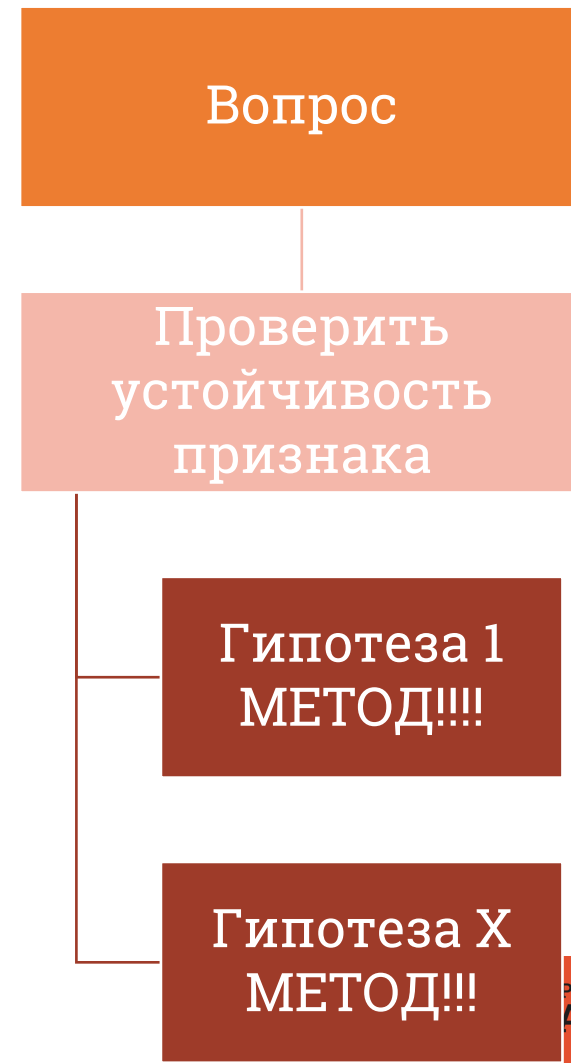 Вопрос
Проверить
устойчивость
признака
Гипотеза 1
МЕТОД!!!!
Гипотеза X
МЕТОД!!!